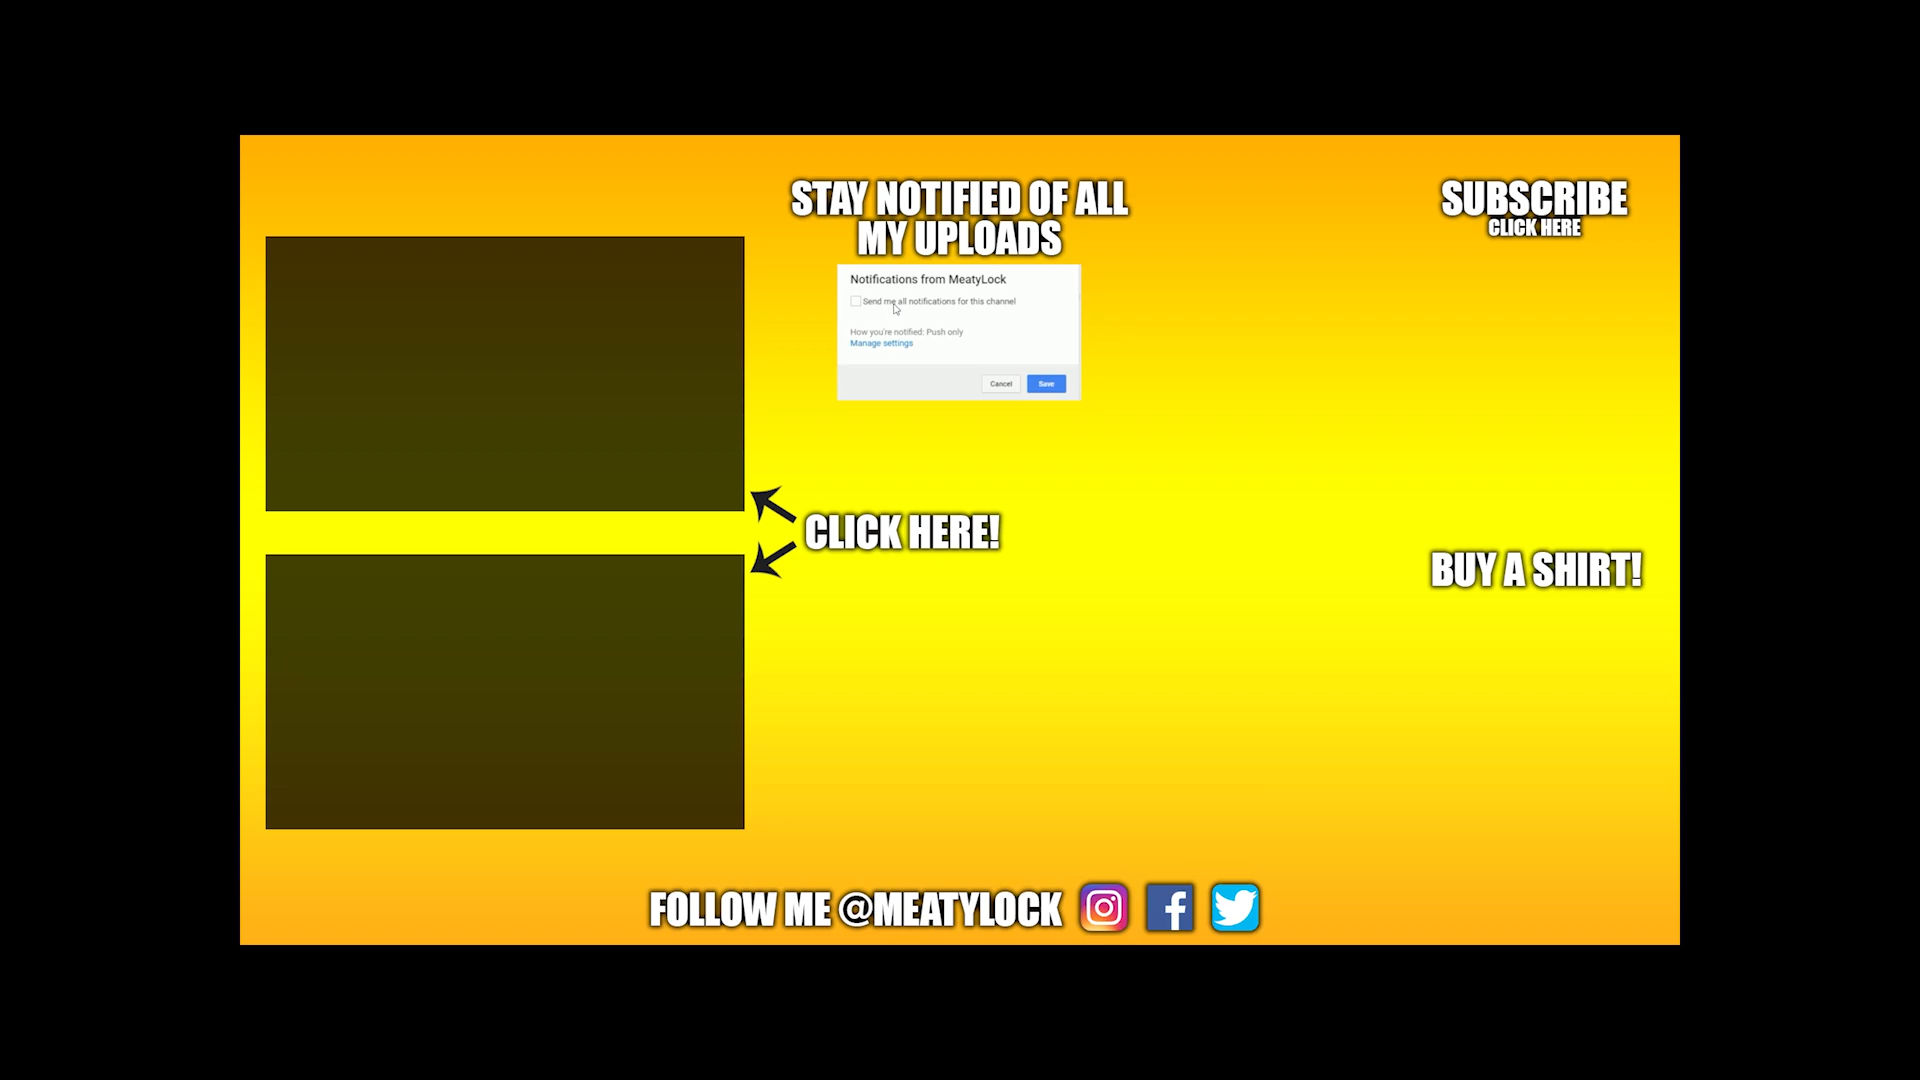 STAY NOTIFIED OF ALL
MY UPLOADS
SUBSCRIBE
CLICK HERE
Notifications from MeatyLock
Send me all notifications for this channel
How you're notified: Push only
Manage settings
Cancel
Save
CLICK HERE!
BUY A SHIRT!
FOLLOW ME @MEATYLOCK